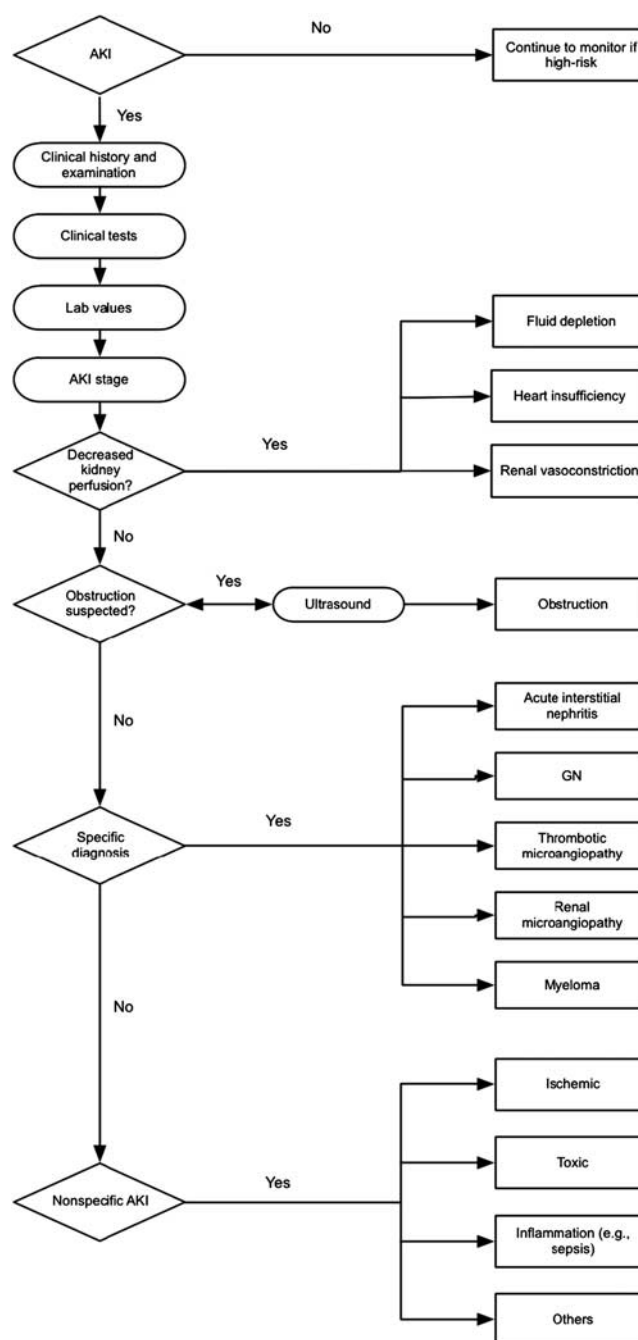 AKI
No
Continue to monitor if
high-risk
Yes
Clinical history and
examination
Clinical tests
Lab values
AKI stage
Decreased
kidney
perfusion?
Yes
Fluid depletion
Heart insufficiency
Renal vasoconstriction
No
Obstruction
suspected?
Yes
Ultrasound
Obstruction
No
Specific
diagnosis
Yes
Acute interstitial
nephritis
GN
Thrombotic
microangiopathy
Renal
microangiopathy
Myeloma
No
Nonspecific AKI
Yes
Ischemic
Toxic
Inflammation (e.g.,
sepsis)
Others